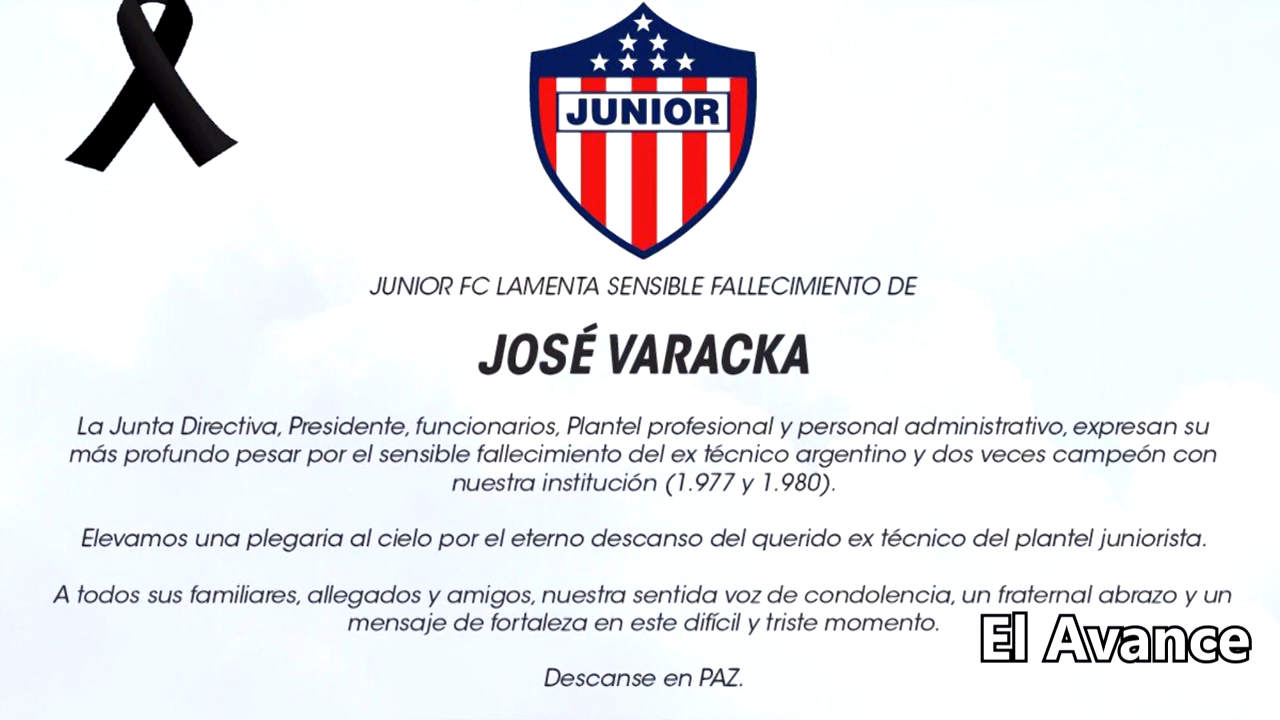 JUNIOR
JUNIOR FC LAMENTA SENSIBLE FALLECIMIENTO DE
JOSÉ VARACKA
La Junta Directiva, Presidente, funcionarios, Plantel profesional y personal administrativo, expresan su
más profundo pesar por el sensible fallecimiento del ex técnico argentino y dos veces campeón con
nuestra institución (1.977 y 1.980).
Elevamos una plegaria al cielo por el eterno descanso del querido ex técnico del plantel juniorista.
A todos sus familiares, allegados y amigos, nuestra sentida voz de condolencia, un fraternal abrazo y un
mensaje de fortaleza en este difícil y triste momento.
El Avance
Descanse en PAZ.